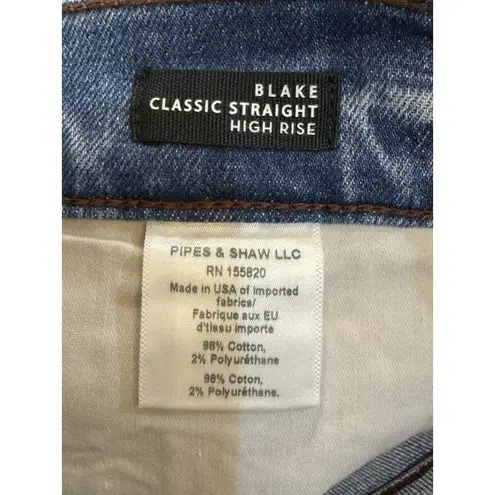 BLAKE
CLASSIC STRAIGHT
HIGH RISE
PIPES & SHAW LLC
RN 155820
Made in USA of imported
fabrics/
Fabrique aux EU
d'tissu importe
98% Cotton,
2% Polyuréthane
98% Coton,
2% Polyuréthane.